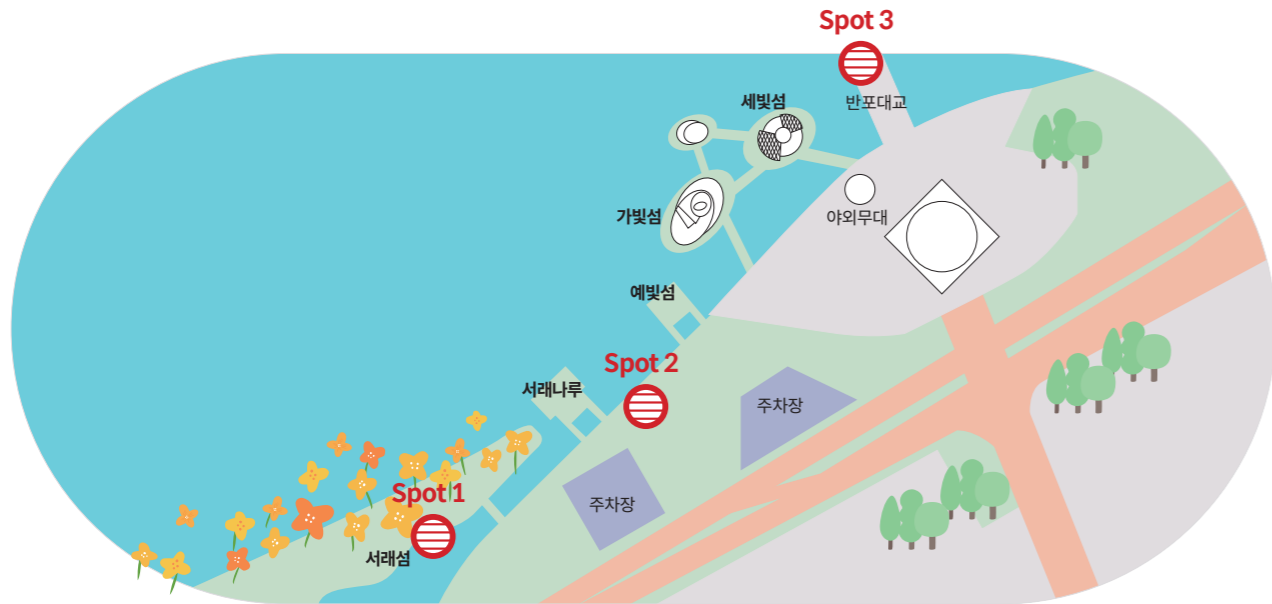 Spot 3
반포대교
세빛섬
가빛섬
야외무대
예빛섬
Spot 2
서래나루
주차장
Spot 1
주차장
서래섬